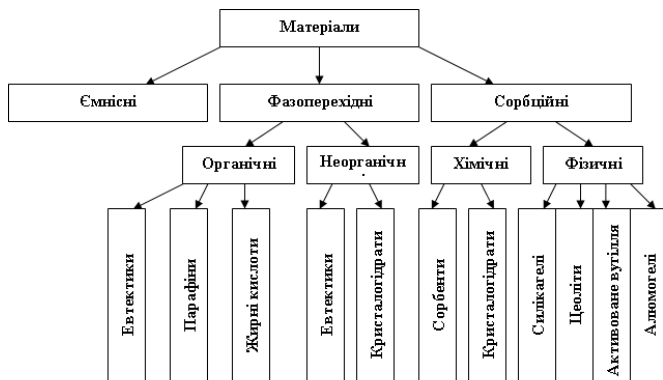 Матеріали
Ємнісні
Фазоперехідні
Сорбційні
Органічні
Неорганічн
Хімічні
Фізичні
Евтектики
Парафіни
Жирні кислоти
Евтектики
Кристалогідрати
Сорбенти
Кристалогідрати
Силікагелі
Цеоліти
Активоване вугілля
Алюмогелі